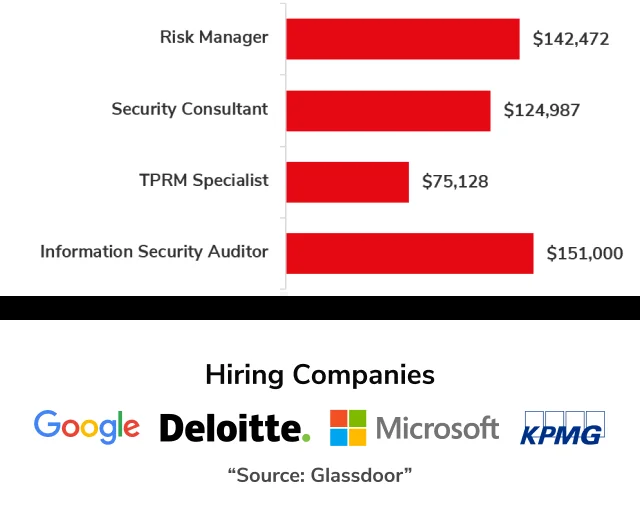 Risk Manager $142,472
Security Consultant $124,987
TPRM Specialist $75,128
Information Security Auditor $151,000
Hiring Companies
Google Deloitte. Microsoft KPMG
“Source: Glassdoor”